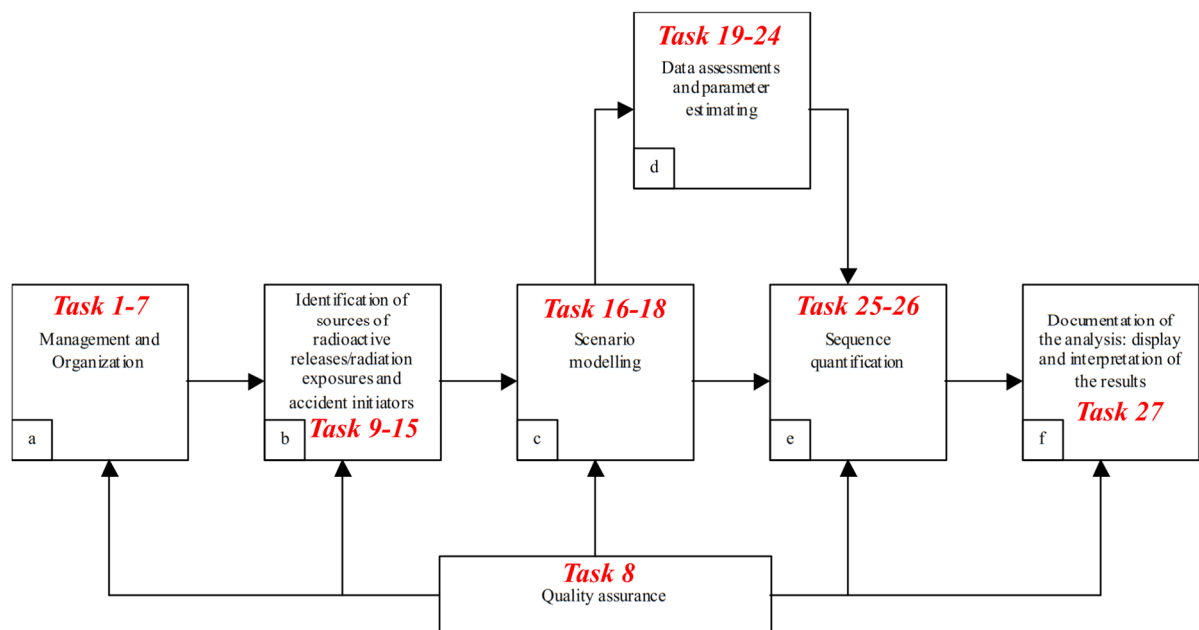 Task 19-24
Data assessments
and parameter
estimating
d
Task 1-7
Management and
Organization
a
Identification of
sources of
radioactive
releases/radiation
exposures and
accident initiators
Task 9-15
b
Task 16-18
Scenario
modelling
c
Task 25-26
Sequence
quantification
e
Documentation of
the analysis: display
and interpretation of
the results
Task 27
f
Task 8
Quality assurance